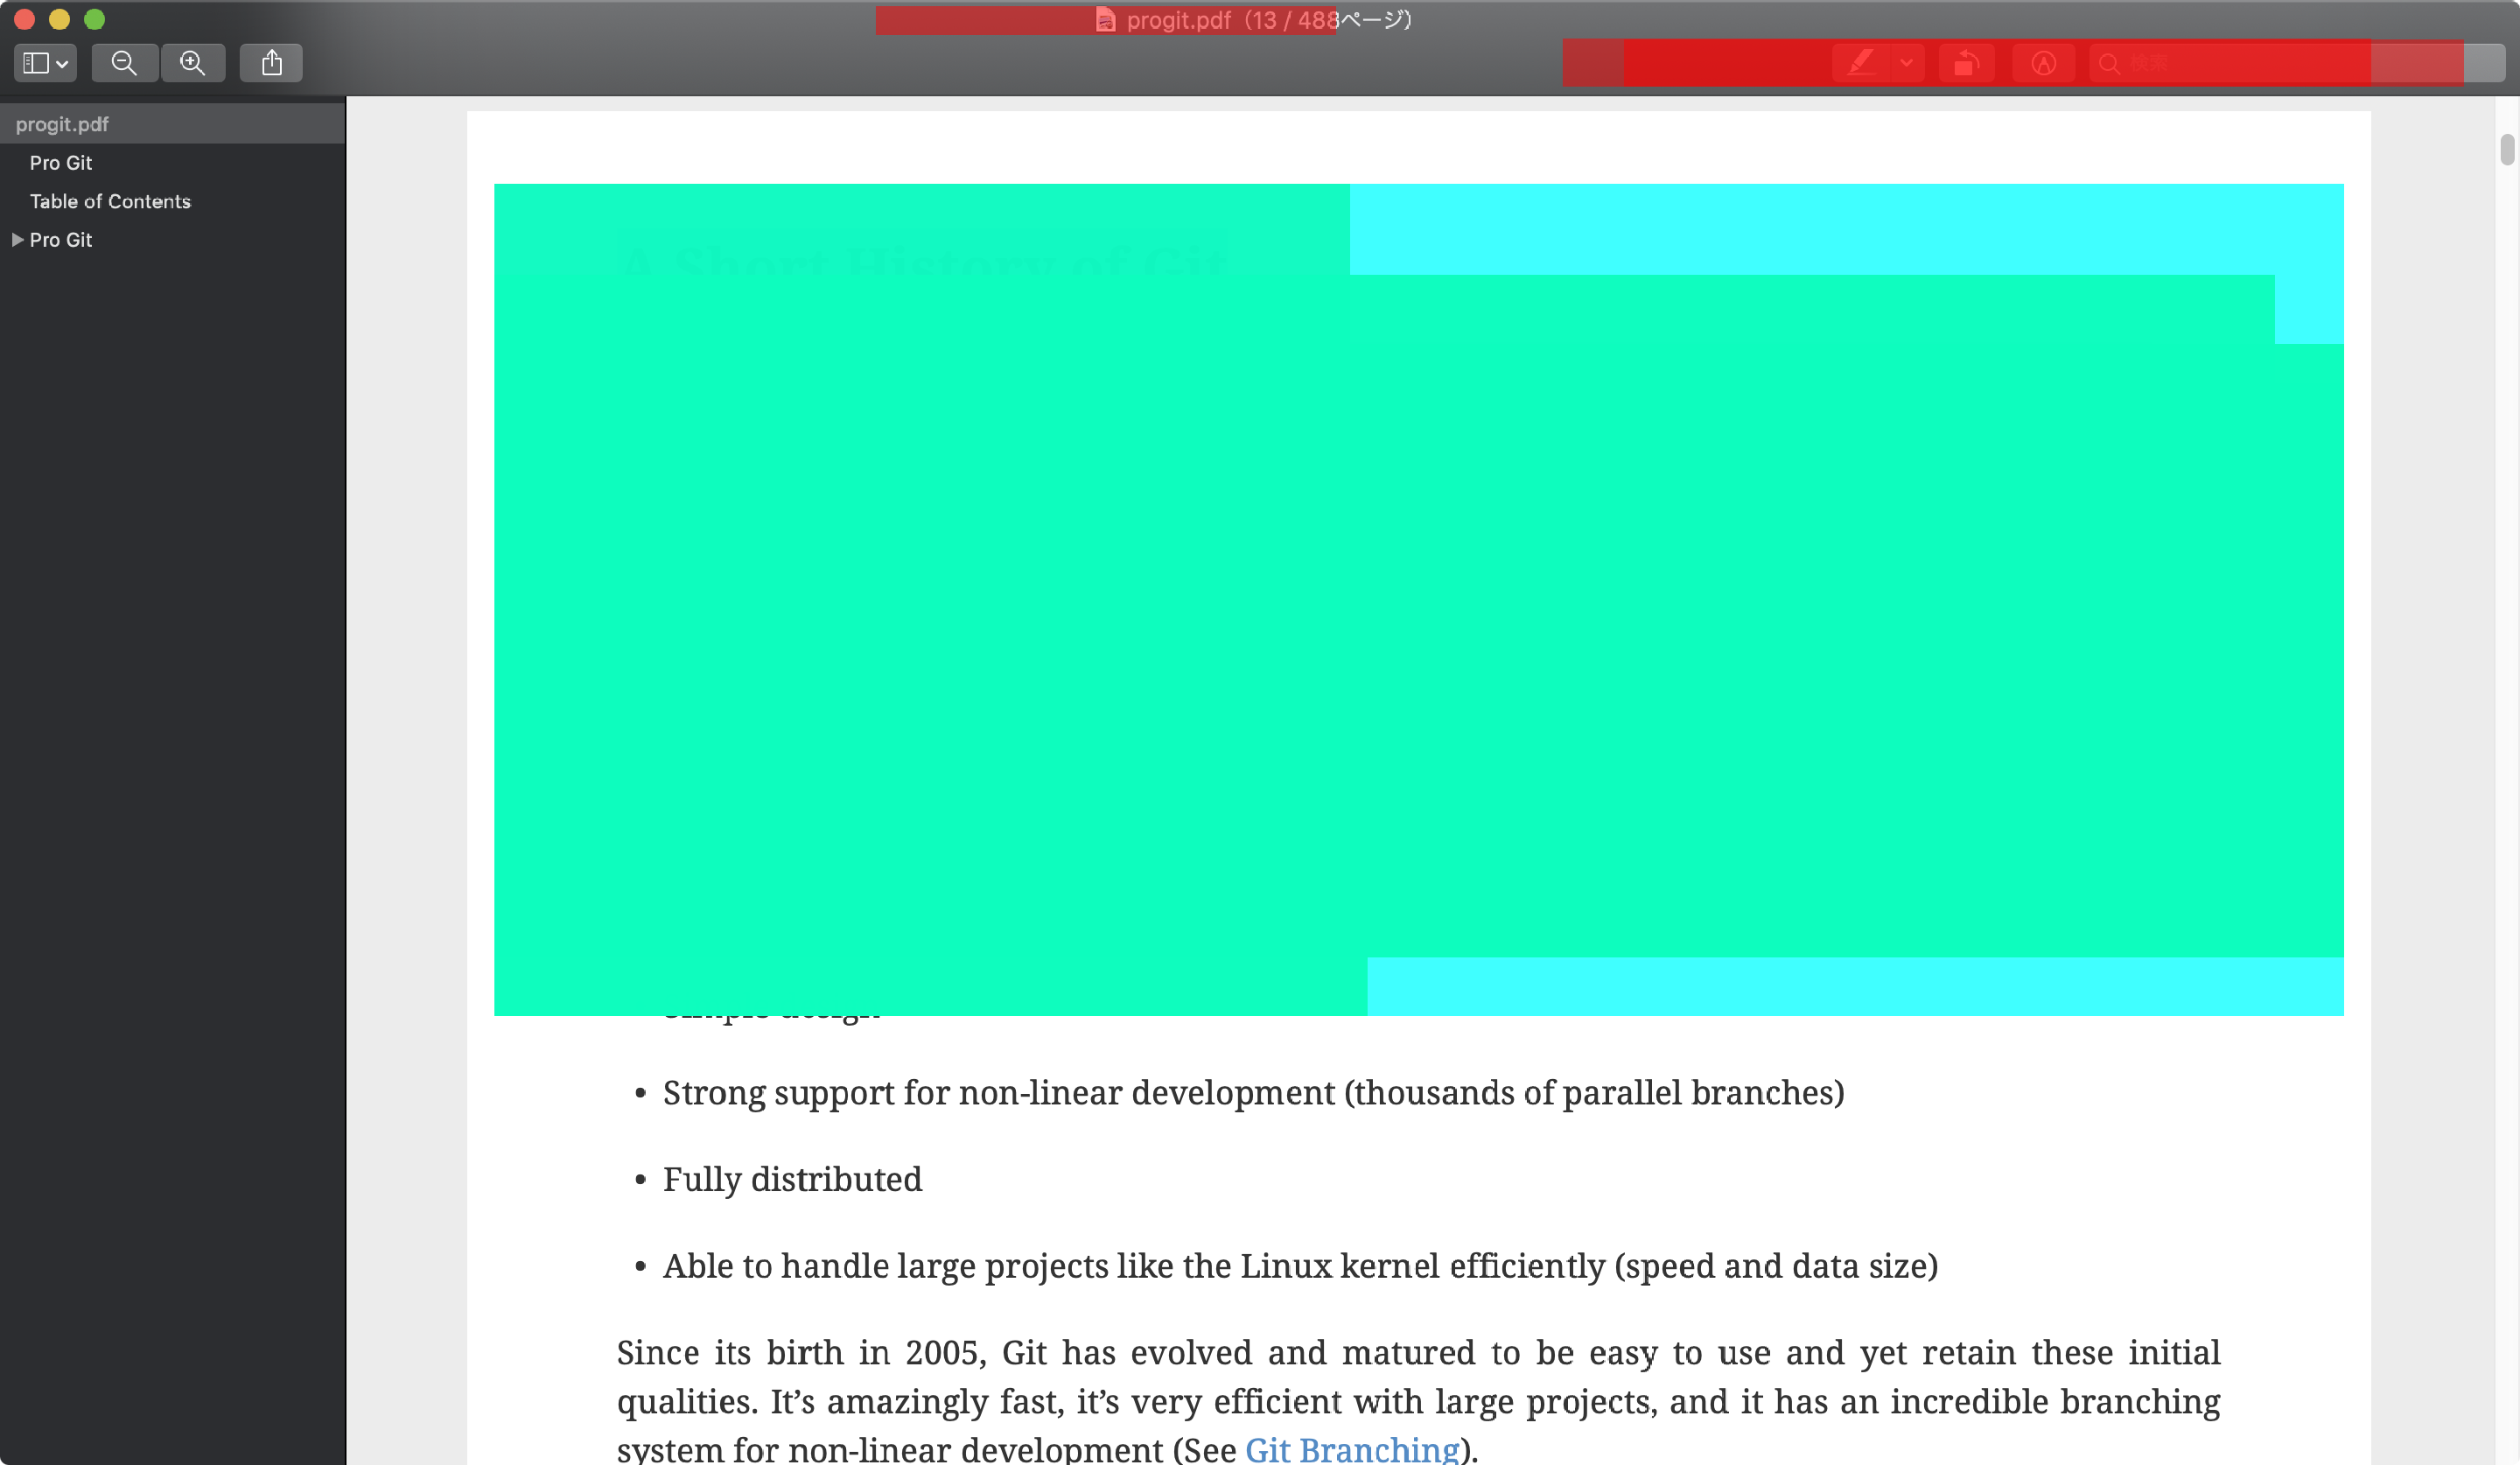 progit.pdf（13 / 488ページ）
検索
progit.pdf
Pro Git
Table of Contents
Pro Git
A Short History of Git
• Strong support for non-linear development (thousands of parallel branches)
• Fully distributed
• Able to handle large projects like the Linux kernel efficiently (speed and data size)
Since its birth in 2005, Git has evolved and matured to be easy to use and yet retain these initial
qualities. It’s amazingly fast, it’s very efficient with large projects, and it has an incredible branching
system for non-linear development (See Git Branching).